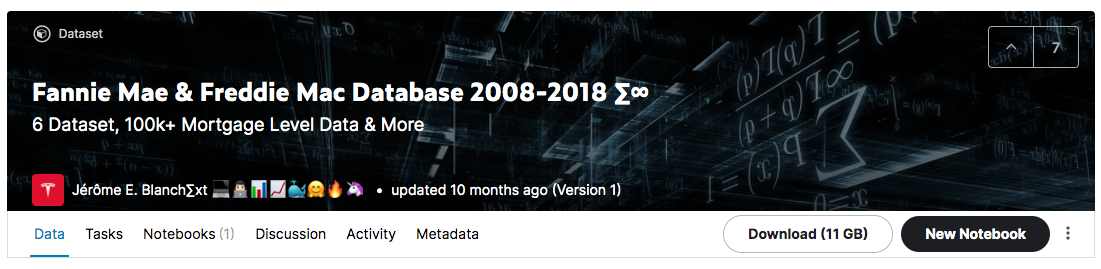 Dataset
7
Fannie Mae & Freddie Mac Database 2008-2018 ∑∞
6 Dataset, 100k+ Mortgage Level Data & More
Jérôme E. Blanch∑xt 💻👨🏻‍💻📊📈🐳🤗🔥🦄 • updated 10 months ago (Version 1)
Data Tasks Notebooks (1) Discussion Activity Metadata Download (11 GB) New Notebook